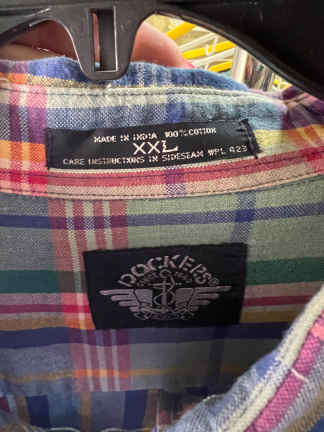 MADE IN INDIA 100% COTTON
XXL
CARE INSTRUCTIONS IN SIDESEAM WPL 423
DOCKERS®